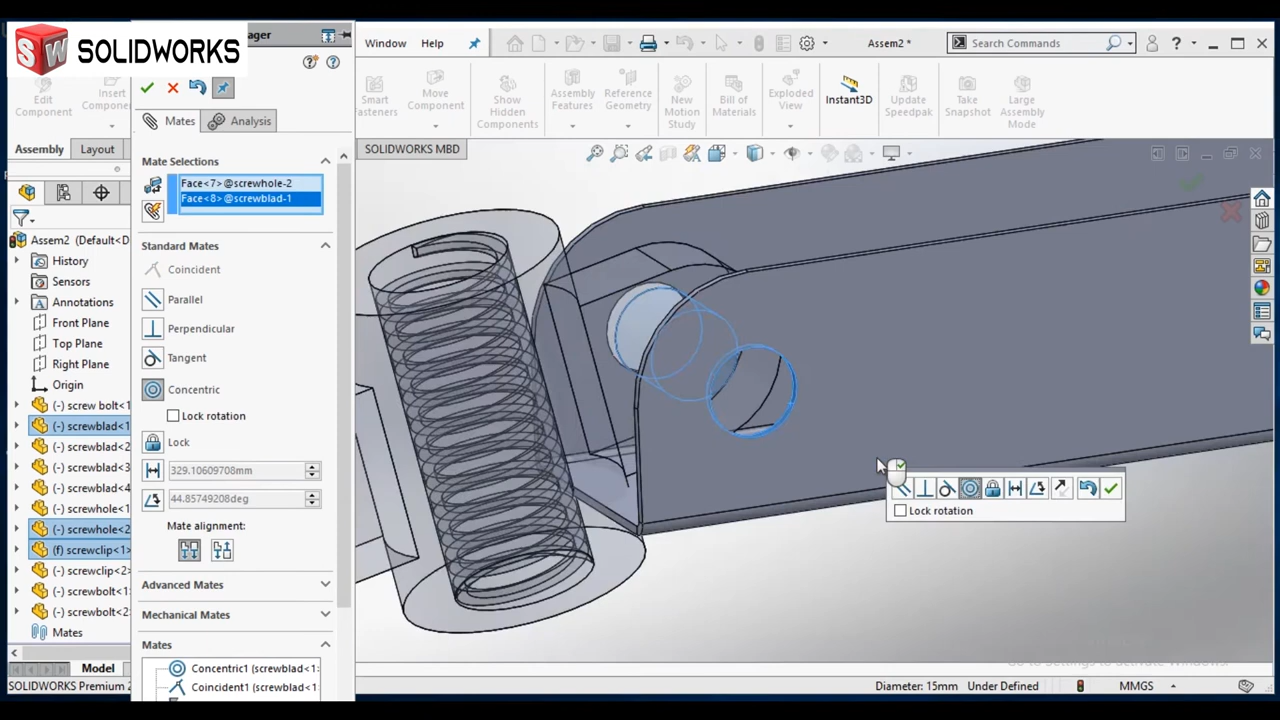 SOLIDWORKS
ager
Window Help
Assem2 *
Search Commands
Edit Component
Insert Compone
Smart Fasteners
Move Component
Show Hidden Components
Assembly Features
Reference Geometry
New Motion Study
Bill of Materials
Exploded View
Instant3D
Update Speedpak
Take Snapshot
Large Assembly Mode
Assembly Layout
SOLIDWORKS MBD
Mates Analysis
Mate Selections
Face<7>@screwhole-2
Face<8>@screwblad-1
Standard Mates
Coincident
Parallel
Perpendicular
Tangent
Concentric
Lock rotation
Lock
329.10609708mm
44.85749208deg
Mate alignment:
Advanced Mates
Mechanical Mates
Mates
Concentric1 (screwblad<1:
Coincident1 (screwblad<1:
Assem2 (Default<D
History
Sensors
Annotations
Front Plane
Top Plane
Right Plane
Origin
(-) screw bolt<1
(-) screwblad<1
(-) screwblad<2
(-) screwblad<3
(-) screwblad<4
(-) screwhole<1
(-) screwhole<2
(f) screwclip<1>
(-) screwclip<2>
(-) screwbolt<1
(-) screwbolt<2
Mates
Lock rotation
Model
SOLIDWORKS Premium 2
Diameter: 15mm Under Defined
MMGS